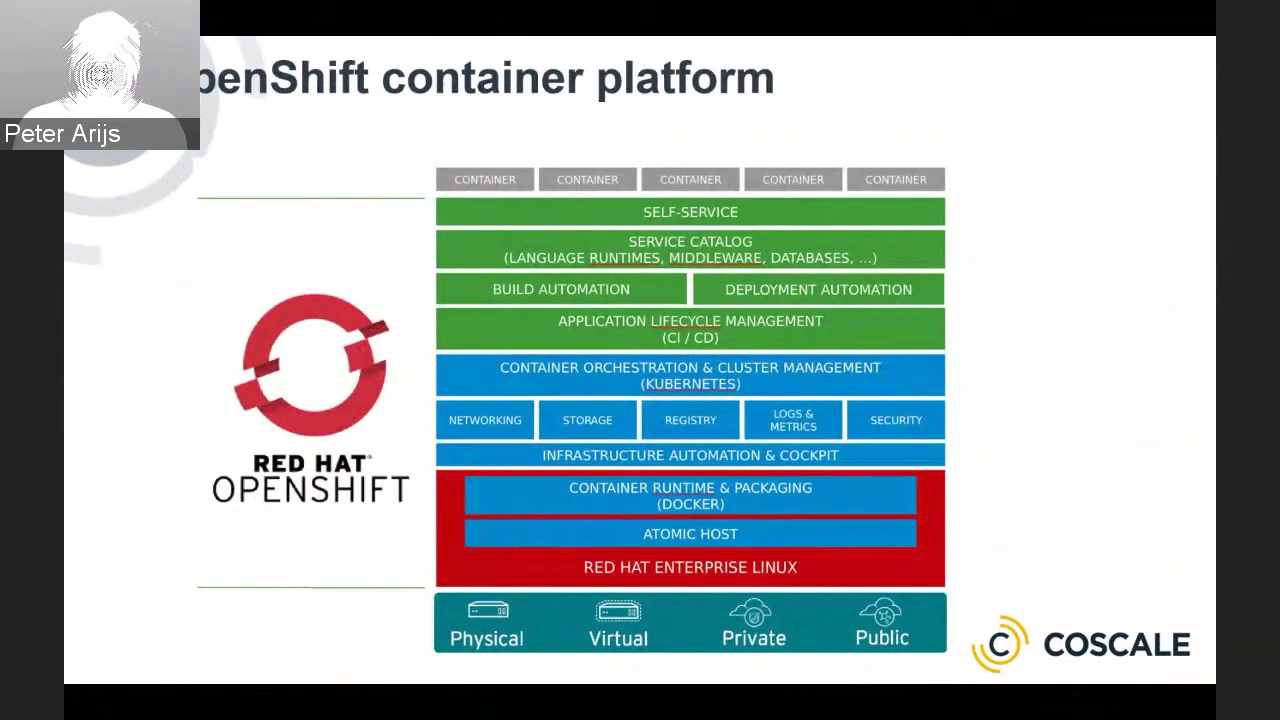 penShift container platform
Peter Arijs
CONTAINER CONTAINER CONTAINER CONTAINER CONTAINER
SELF-SERVICE
SERVICE CATALOG
(LANGUAGE RUNTIMES, MIDDLEWARE, DATABASES, ...)
BUILD AUTOMATION DEPLOYMENT AUTOMATION
APPLICATION LIFECYCLE MANAGEMENT
(CI / CD)
CONTAINER ORCHESTRATION & CLUSTER MANAGEMENT
(KUBERNETES)
NETWORKING STORAGE REGISTRY LOGS & METRICS SECURITY
INFRASTRUCTURE AUTOMATION & COCKPIT
RED HAT®
OPENSHIFT
CONTAINER RUNTIME & PACKAGING
(DOCKER)
ATOMIC HOST
RED HAT ENTERPRISE LINUX
Physical Virtual Private Public
C COSCALE